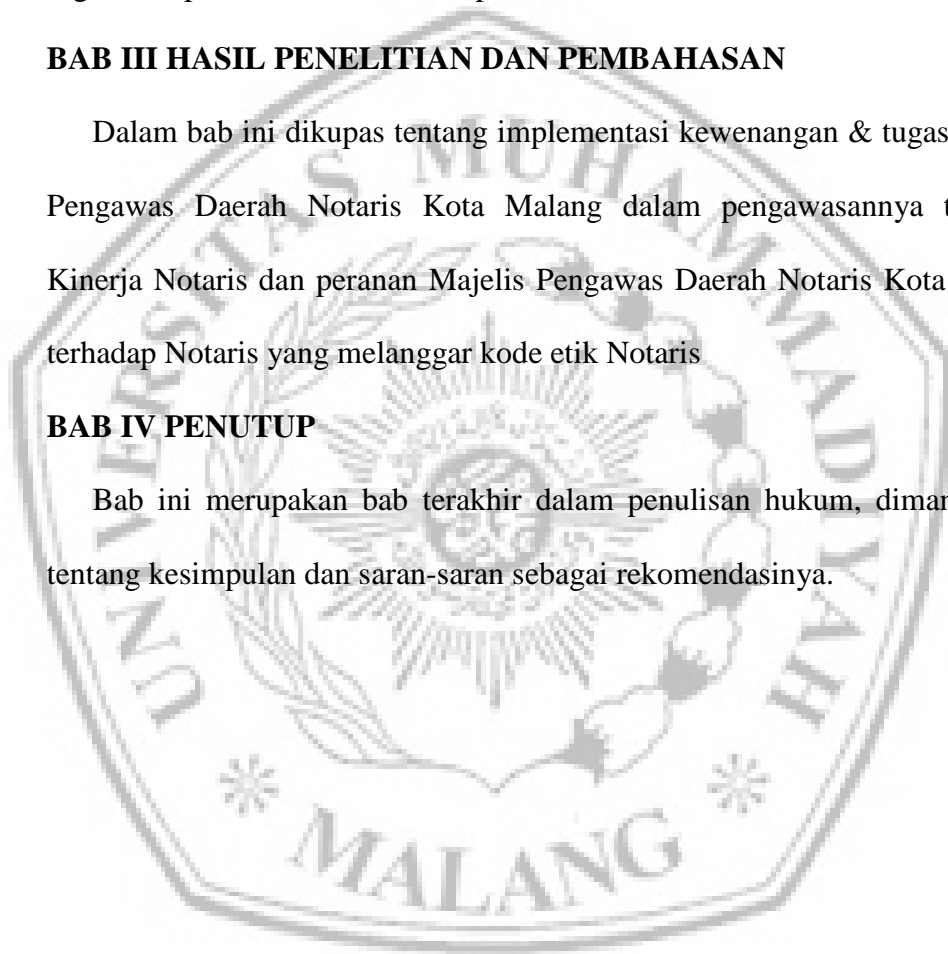 BAB III HASIL PENELITIAN DAN PEMBAHASAN
Dalam bab ini dikupas tentang implementasi kewenangan & tugas
Pengawas Daerah Notaris Kota Malang dalam pengawasannya
Kinerja Notaris dan peranan Majelis Pengawas Daerah Notaris Kota
terhadap Notaris yang melanggar kode etik Notaris
BAB IV PENUTUP
Bab ini merupakan bab terakhir dalam penulisan hukum,
tentang kesimpulan dan saran-saran sebagai rekomendasinya.
UNIVERSITAS MUHAMMADIYAH
MALANG